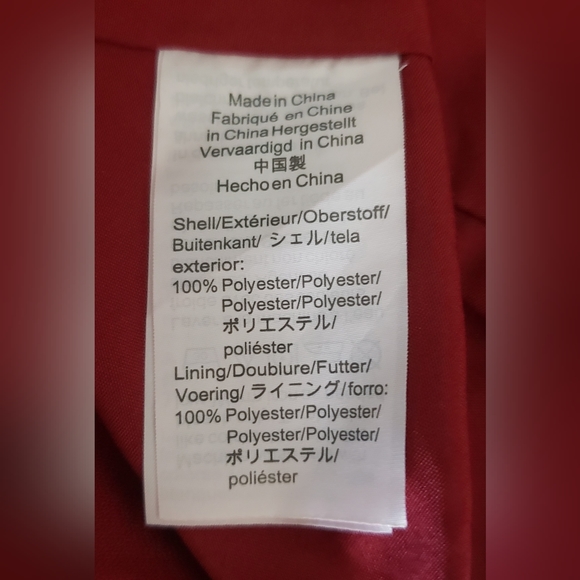 Made in China
Fabriqué en Chine
in China Hergestellt
Vervaardigd in China
中国製
Hecho en China
Shell/Extérieur/Oberstoff/
Buitenkant/ シェル/tela
exterior:
100% Polyester/Polyester/
Polyester/Polyester/
ポリエステル/
poliéster
Lining/Doublure/Futter/
Voering/ ライニング/forro:
100% Polyester/Polyester/
Polyester/Polyester/
ポリエステル/
poliéster